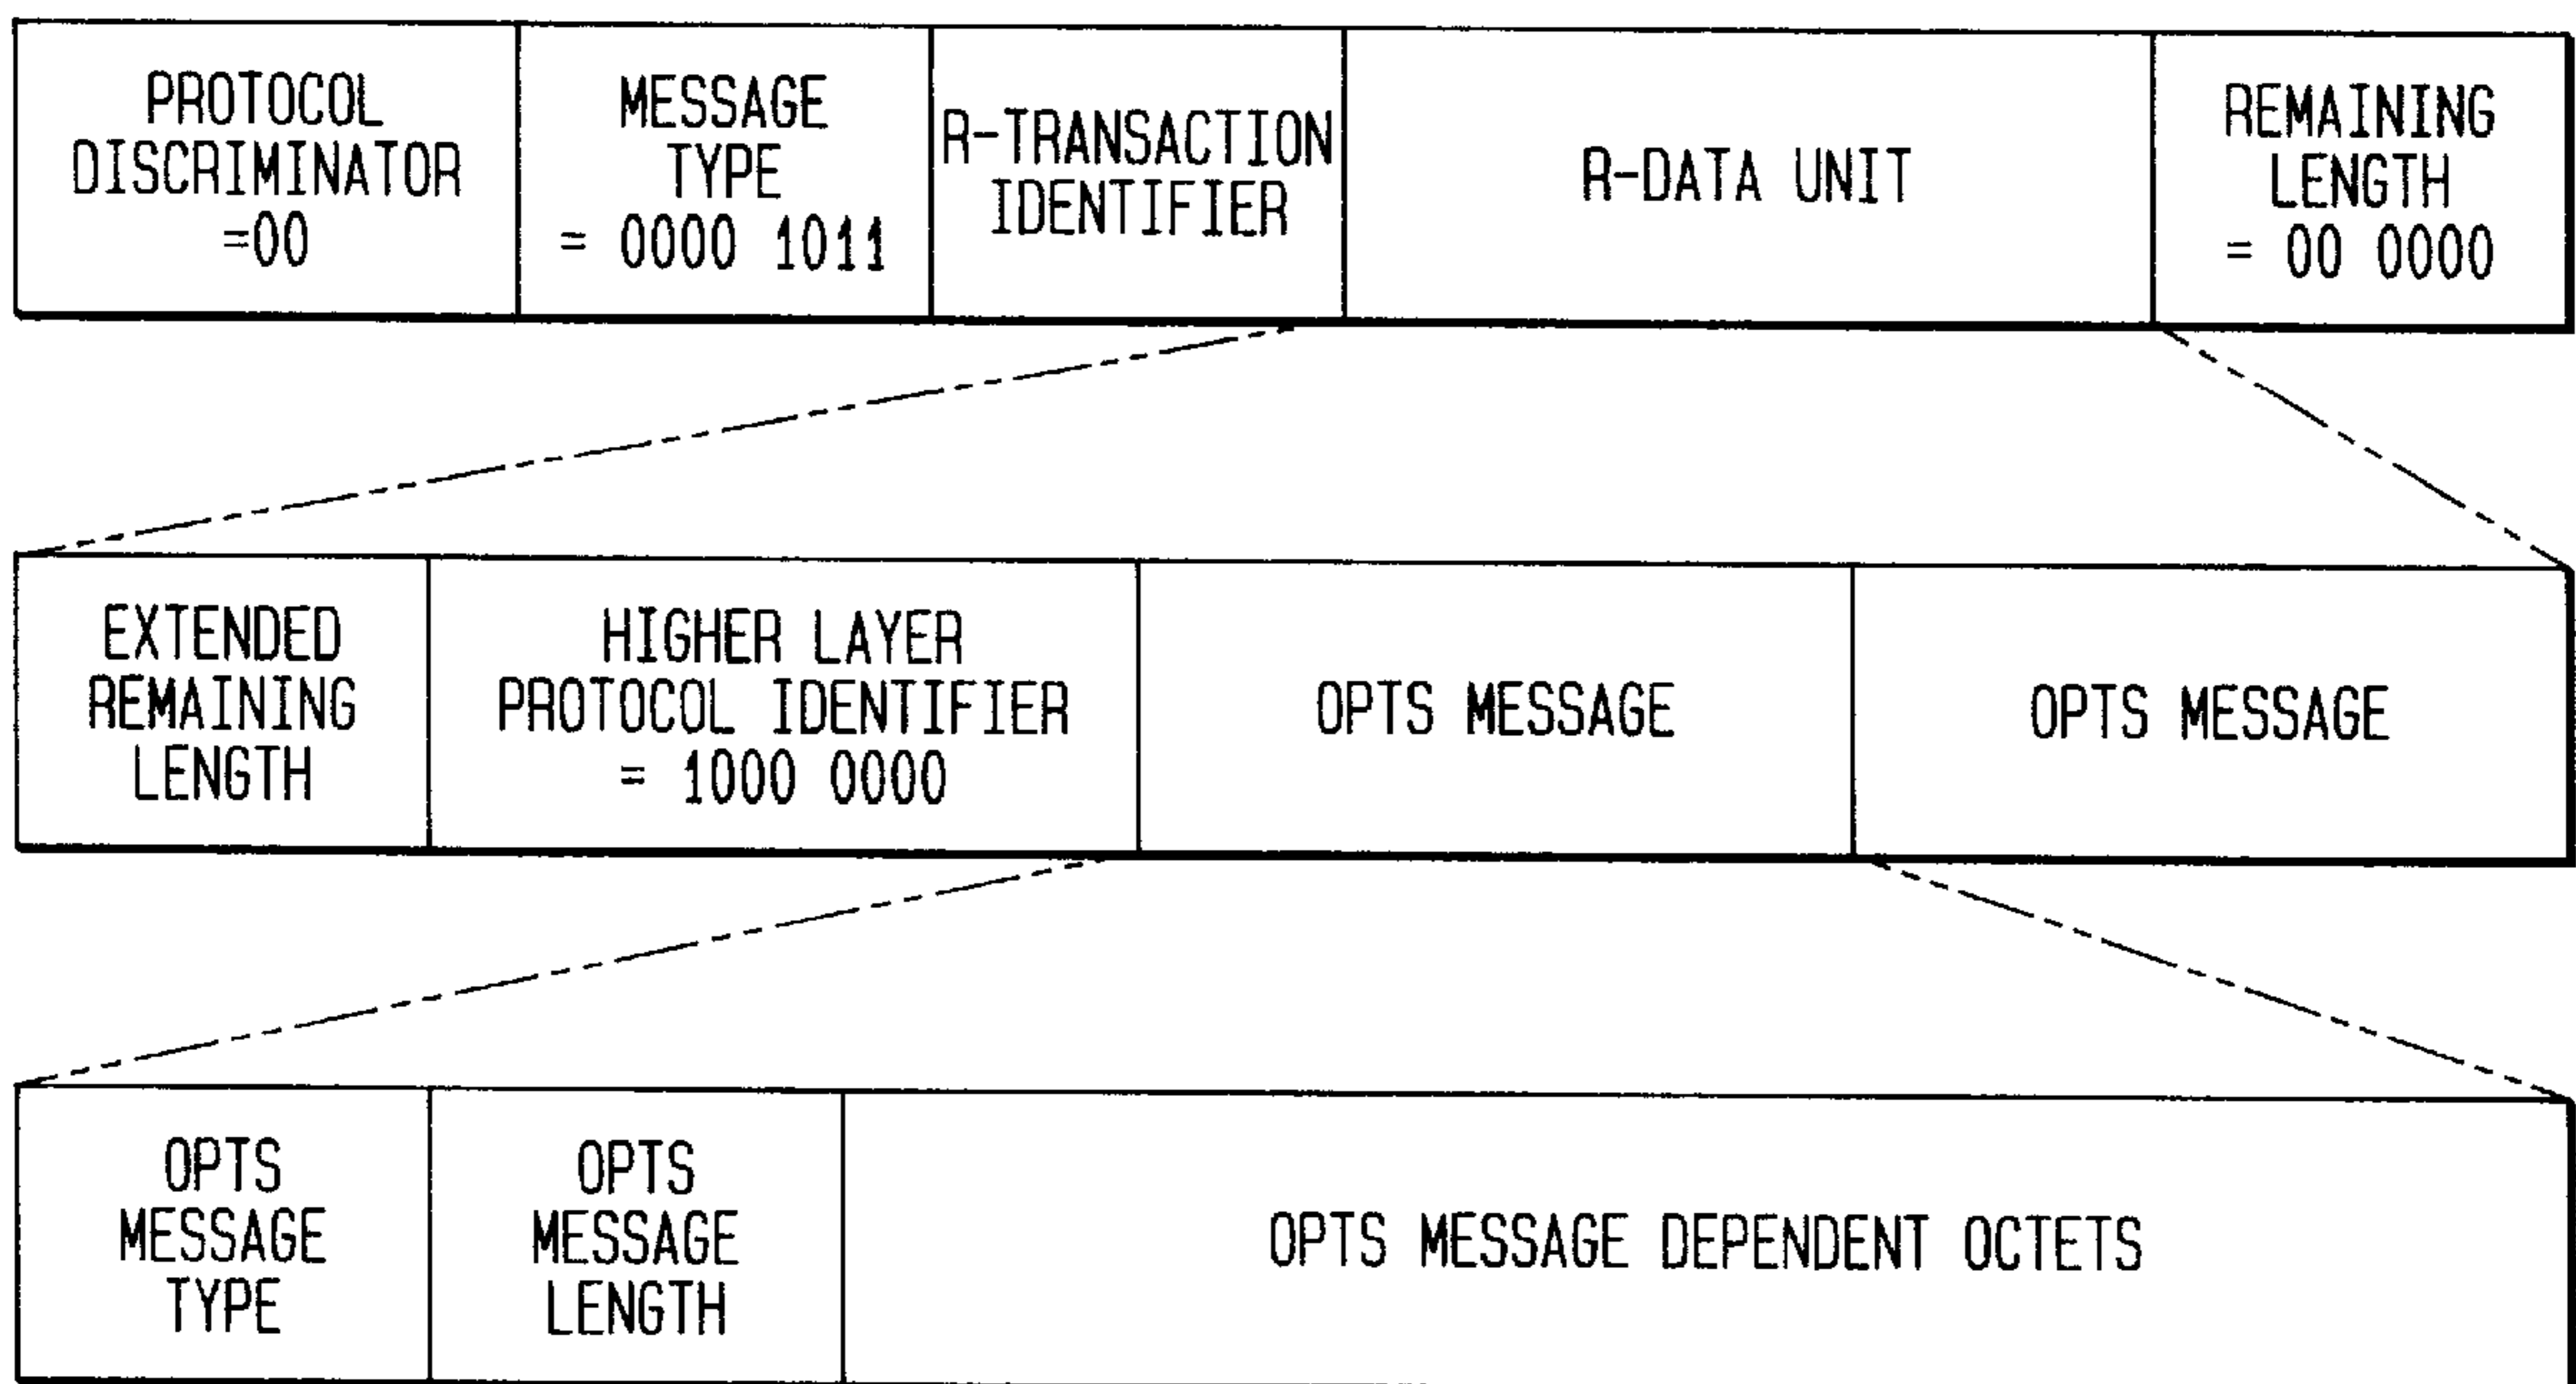 PROTOCOL
DISCRIMINATOR
=00
MESSAGE
TYPE
= 0000 1011
R-TRANSACTION
IDENTIFIER
R-DATA UNIT
REMAINING
LENGTH
= 00 0000
EXTENDED
REMAINING
LENGTH
HIGHER LAYER
PROTOCOL IDENTIFIER
= 1000 0000
OPTS MESSAGE
OPTS MESSAGE
OPTS
MESSAGE
TYPE
OPTS
MESSAGE
LENGTH
OPTS MESSAGE DEPENDENT OCTETS